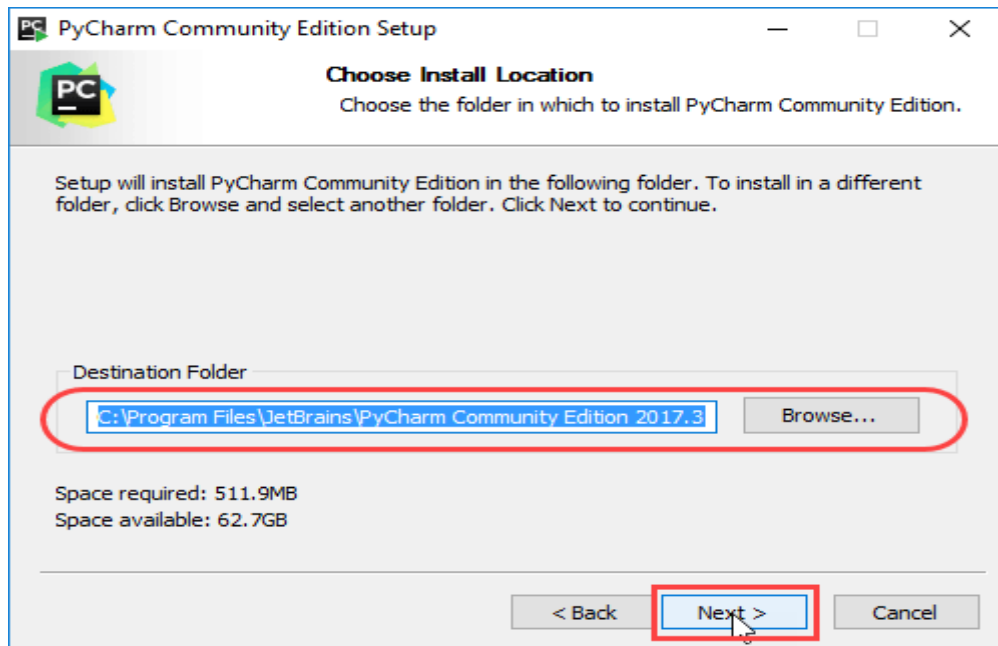 PyCharm Community Edition Setup
PC
Choose Install Location
Choose the folder in which to install PyCharm Community Edition.
Setup will install PyCharm Community Edition in the following folder. To install in a different
folder, click Browse and select another folder. Click Next to continue.
Destination Folder
C:\Program Files\JetBrains\PyCharm Community Edition 2017.3
Browse...
Space required: 511.9MB
Space available: 62.7GB
< Back
Next >
Cancel